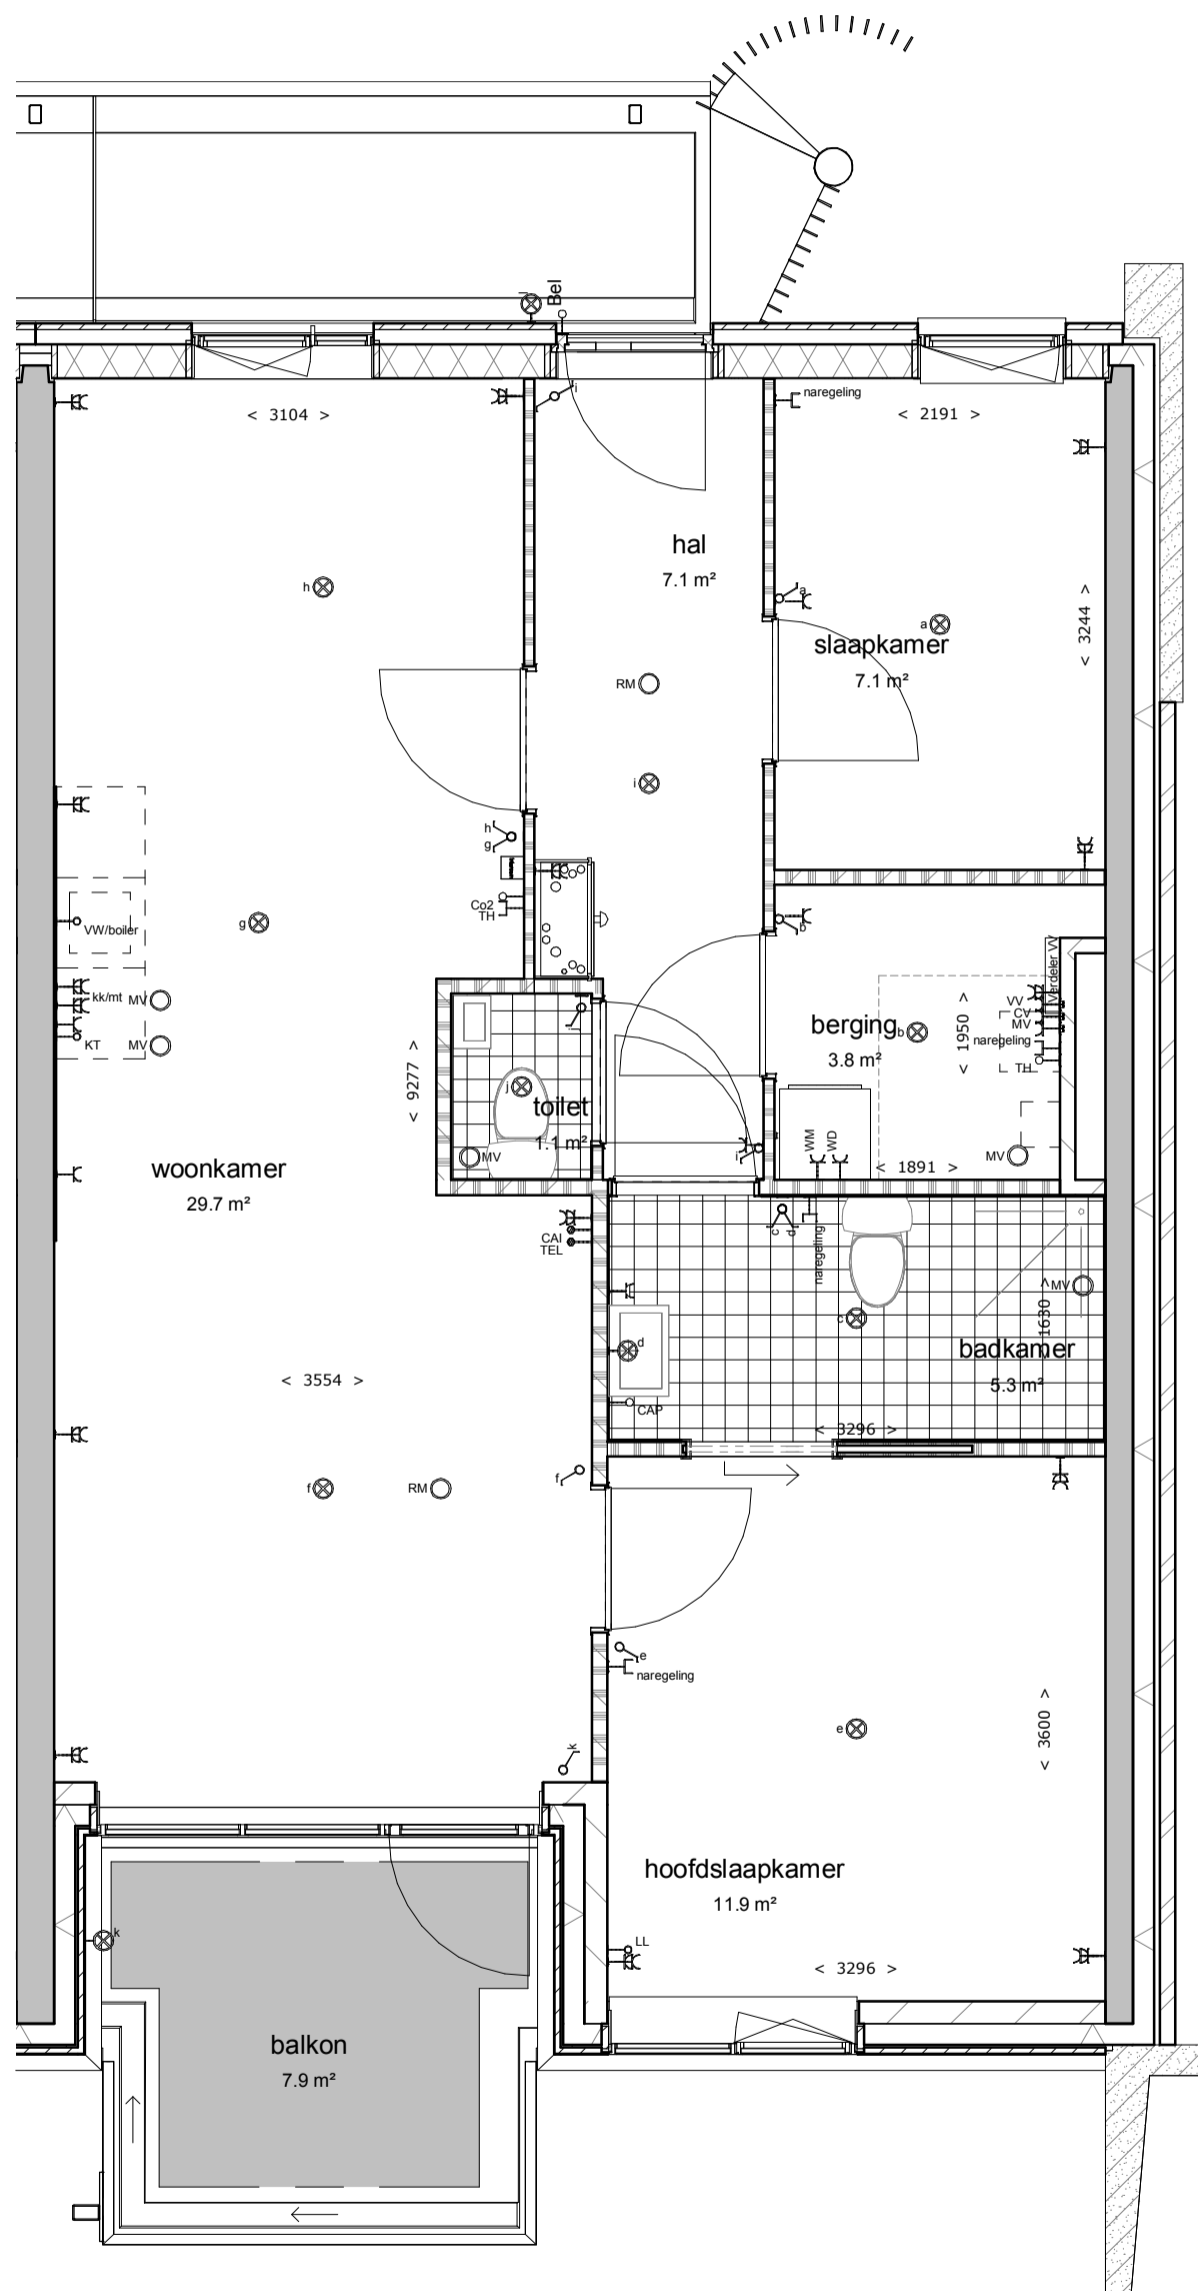 Bel
i
naregeling
< 3104 >
< 2191 >
hal
7.1 m²
h
a
a
< 3244 >
slaapkamer
7.1 m²
RM
i
h
g
Co2
TH
g
VW/boiler
b
Verdeler VV
kk/mt
MV
KT
MV
VV
CV
MV
naregeling
TH
berging
b
3.8 m²
< 1950 >
< 9277 >
j
toilet
1.1 m²
MV
WM
WD
MV
i
< 1891 >
woonkamer
29.7 m²
CAI
TEL
c
d
naregeling
MV
< 1630 >
c
d
badkamer
5.3 m²
< 3554 >
CAP
< 3296 >
f
f
RM
e
naregeling
e
< 3600 >
k
hoofdslaapkamer
11.9 m²
k
LL
< 3296 >
balkon
7.9 m²